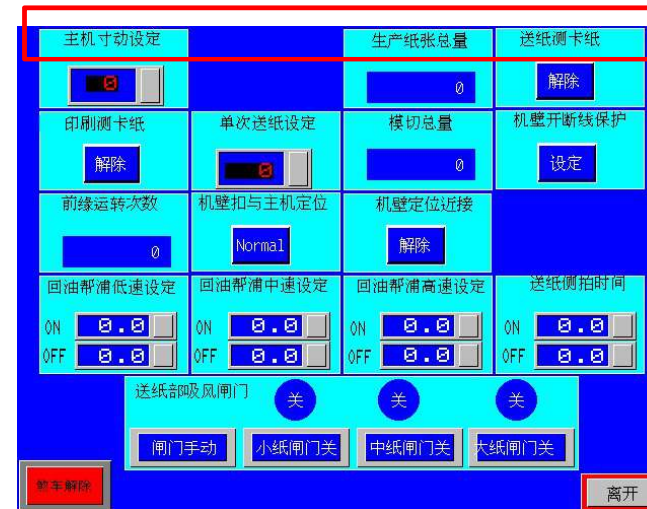 主机寸动设定 生产纸张总量 送纸测卡纸
0 0 解除
印刷测卡纸 单次送纸设定 模切总量 机壁开断线保护
解除 0 0 设定
前缘运转次数 机壁扣与主机定位 机壁定位近接
0 Normal 解除
回油帮浦低速设定 回油帮浦中速设定 回油帮浦高速设定 送纸侧拍时间
ON 0.0 ON 0.0 ON 0.0 ON 0.0
OFF 0.0 OFF 0.0 OFF 0.0 OFF 0.0
送纸部吸风闸门 关 关 关
闸门手动 小纸闸门关 中纸闸门关 大纸闸门关
车解除 离开